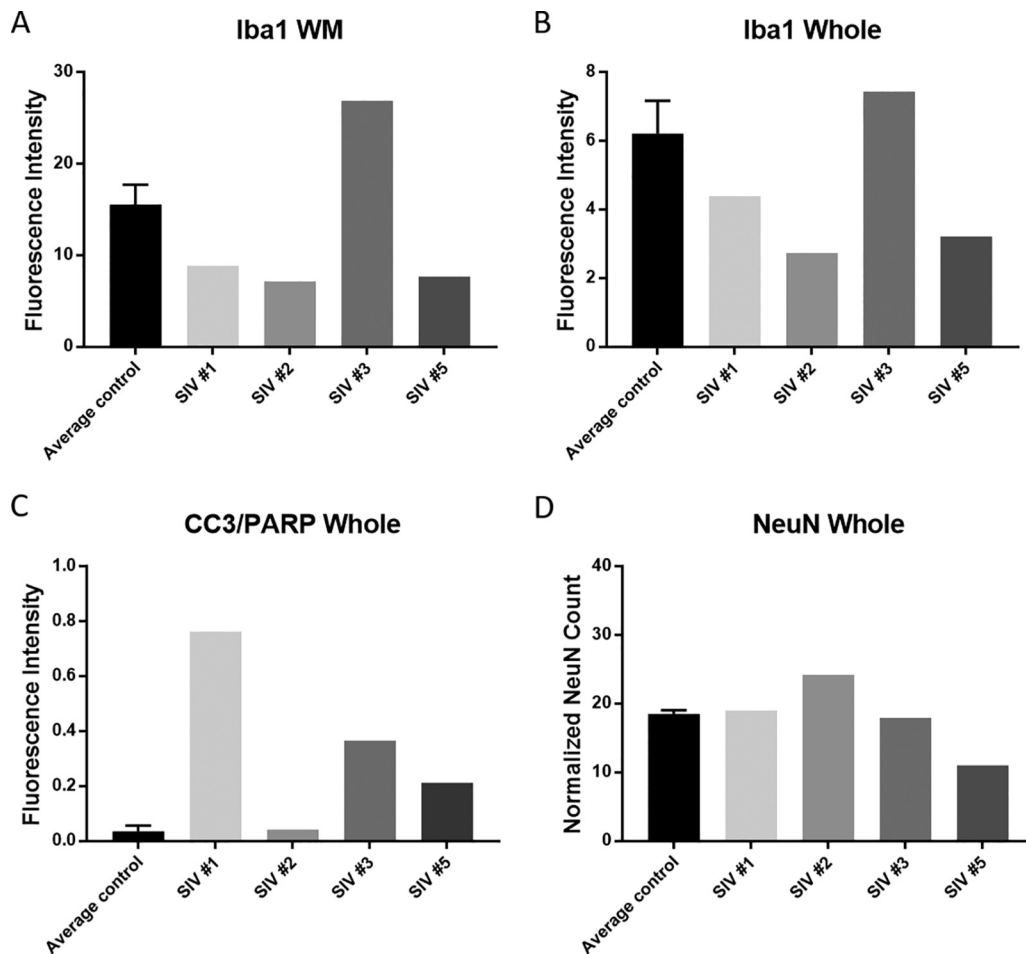 A
Iba1 WM
Fluorescence Intensity
30
20
10
0
Average control
SIV #1
SIV #2
SIV #3
SIV #5
B
Iba1 Whole
Fluorescence Intensity
8
6
4
2
0
Average control
SIV #1
SIV #2
SIV #3
SIV #5
C
CC3/PARP Whole
Fluorescence Intensity
1.0
0.8
0.6
0.4
0.2
0.0
Average control
SIV #1
SIV #2
SIV #3
SIV #5
D
NeuN Whole
Normalized NeuN Count
40
30
20
10
0
Average control
SIV #1
SIV #2
SIV #3
SIV #5